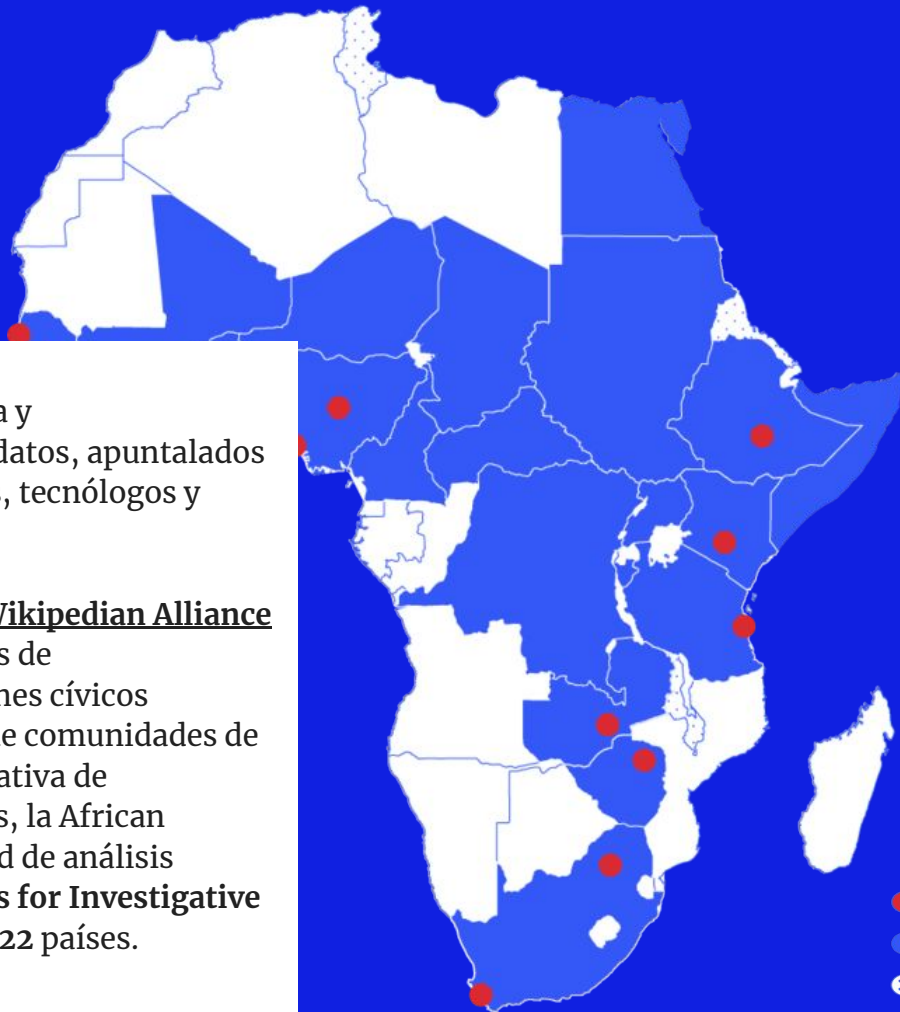 a y
datos, apuntalados
, tecnólogos y
Wikipedian Alliance
s de
nes cívicos
e comunidades de
ativa de
s, la African
d de análisis
s for Investigative
22 países.